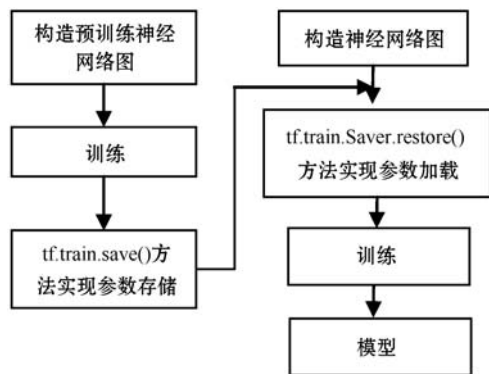 构造预训练神经
网络图
训练
tf.train.save()方
法实现参数存储
构造神经网络图
tf.train.Saver.restore()
方法实现参数加载
训练
模型